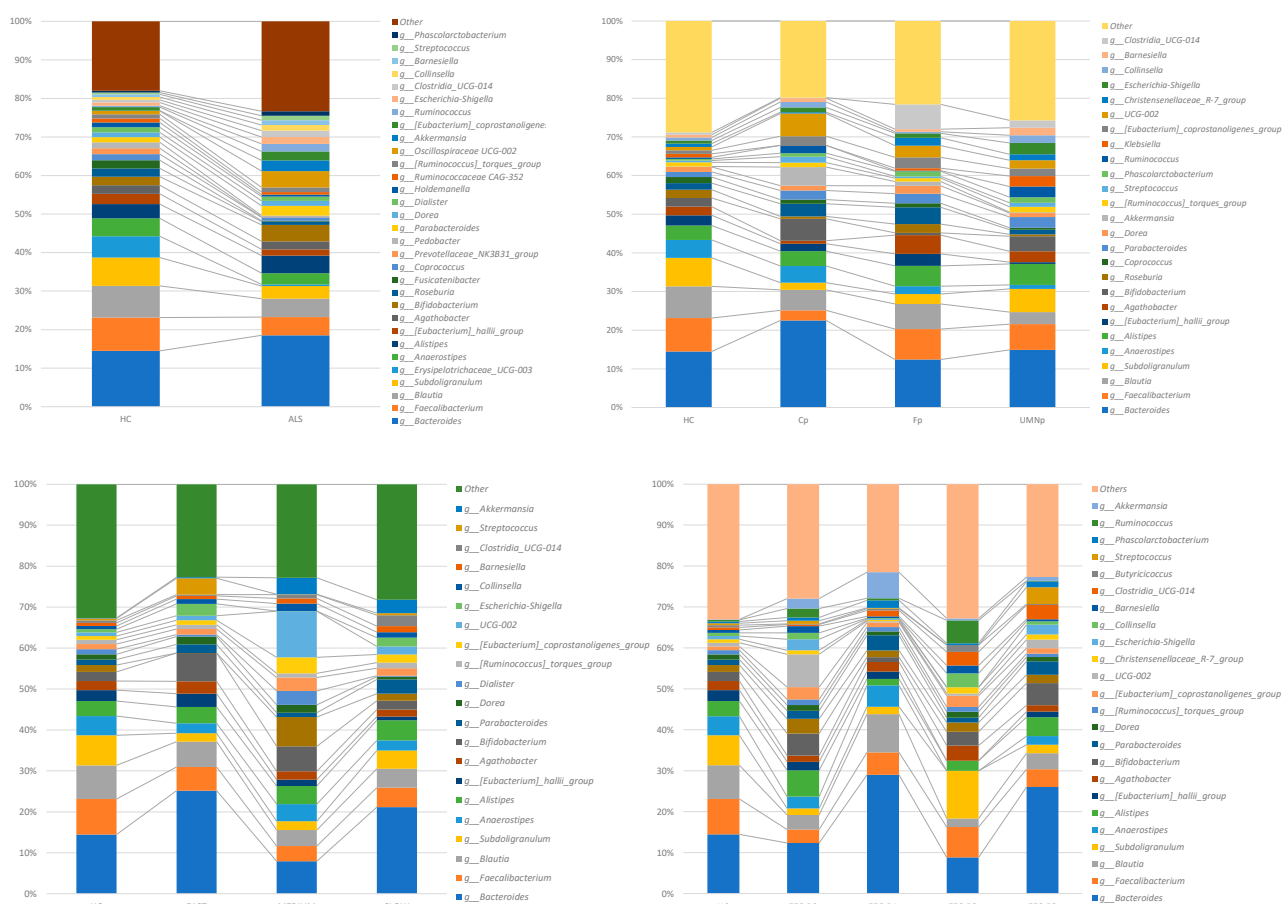 100%
90%
80%
70%
60%
50%
40%
30%
20%
10%
0%
HC
ALS
Other
g__Phascolarctobacterium
g__Streptococcus
g__Barnesiella
g__Collinsella
g__Clostridia_UCG-014
g__Escherichia-Shigella
g__Ruminococcus
g__[Eubacterium]_coprostanoligene:
g__Akkermansia
g__Oscillospiraceae UCG-002
g__[Ruminococcus]_torques_group
g__Ruminococcaceae CAG-352
g__Holdemanella
g__Dialister
g__Dorea
g__Parabacteroides
g__Pedobacter
g__Prevotellaceae_NK3B31_group
g__Coprococcus
g__Fusicatenibacter
g__Roseburia
g__Bifidobacterium
g__Agathobacter
g__[Eubacterium]_hallii_group
g__Alistipes
g__Anaerostipes
g__Erysipelotrichaceae_UCG-003
g__Subdoligranulum
g__Blautia
g__Faecalibacterium
g__Bacteroides
100%
90%
80%
70%
60%
50%
40%
30%
20%
10%
0%
HC
Cp
Fp
UMNp
Other
g__Clostridia_UCG-014
g__Barnesiella
g__Collinsella
g__Escherichia-Shigella
g__Christensenellaceae_R-7_group
g__UCG-002
g__[Eubacterium]_coprostanoligenes_group
g__Klebsiella
g__Ruminococcus
g__Phascolarctobacterium
g__Streptococcus
g__[Ruminococcus]_torques_group
g__Akkermansia
g__Dorea
g__Parabacteroides
g__Coprococcus
g__Roseburia
g__Bifidobacterium
g__Agathobacter
g__[Eubacterium]_hallii_group
g__Alistipes
g__Anaerostipes
g__Subdoligranulum
g__Blautia
g__Faecalibacterium
g__Bacteroides
100%
90%
80%
70%
60%
50%
40%
30%
20%
10%
0%
Other
g__Akkermansia
g__Streptococcus
g__Clostridia_UCG-014
g__Barnesiella
g__Collinsella
g__Escherichia-Shigella
g__UCG-002
g__[Eubacterium]_coprostanoligenes_group
g__[Ruminococcus]_torques_group
g__Dialister
g__Dorea
g__Parabacteroides
g__Bifidobacterium
g__Agathobacter
g__[Eubacterium]_hallii_group
g__Alistipes
g__Anaerostipes
g__Subdoligranulum
g__Blautia
g__Faecalibacterium
g__Bacteroides
100%
90%
80%
70%
60%
50%
40%
30%
20%
10%
0%
Others
g__Akkermansia
g__Ruminococcus
g__Phascolarctobacterium
g__Streptococcus
g__Butyricicoccus
g__Clostridia_UCG-014
g__Barnesiella
g__Collinsella
g__Escherichia-Shigella
g__Christensenellaceae_R-7_group
g__UCG-002
g__[Eubacterium]_coprostanoligenes_group
g__[Ruminococcus]_torques_group
g__Dorea
g__Parabacteroides
g__Bifidobacterium
g__Agathobacter
g__[Eubacterium]_hallii_group
g__Alistipes
g__Anaerostipes
g__Subdoligranulum
g__Blautia
g__Faecalibacterium
g__Bacteroides